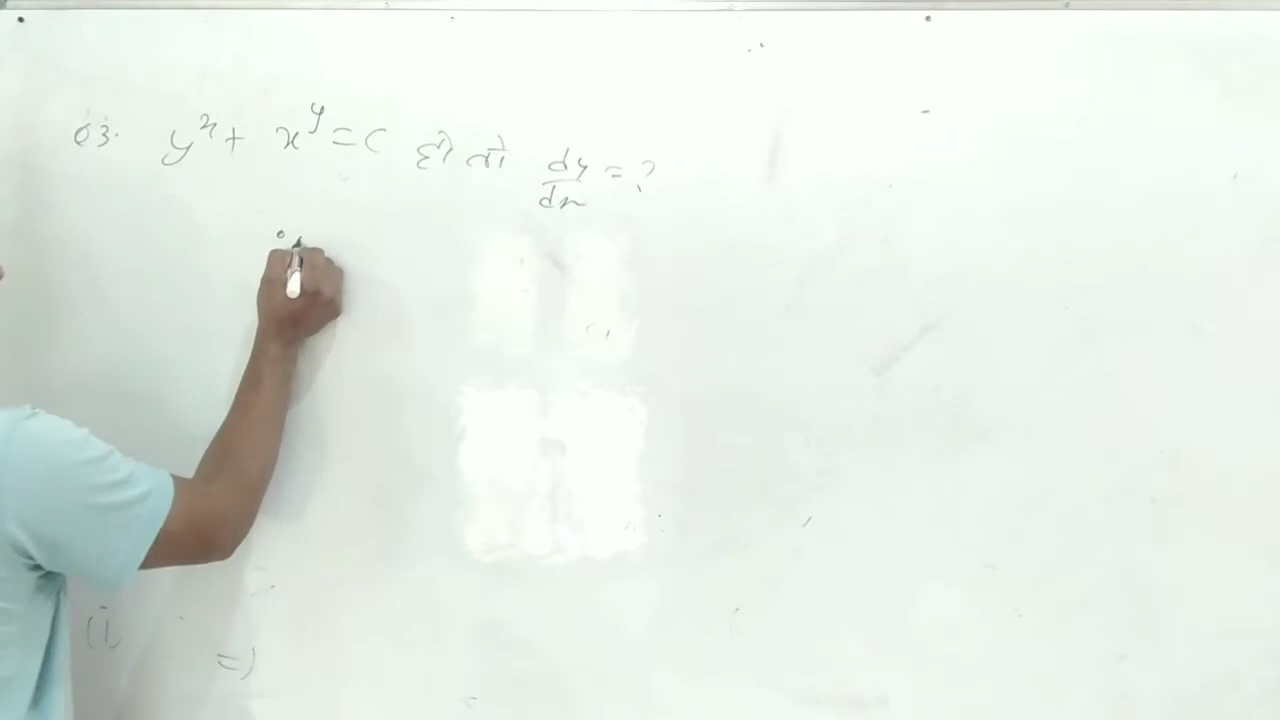 Q3. yˣ + xʸ = C हो तो dy/dx = ?
(i)
=)